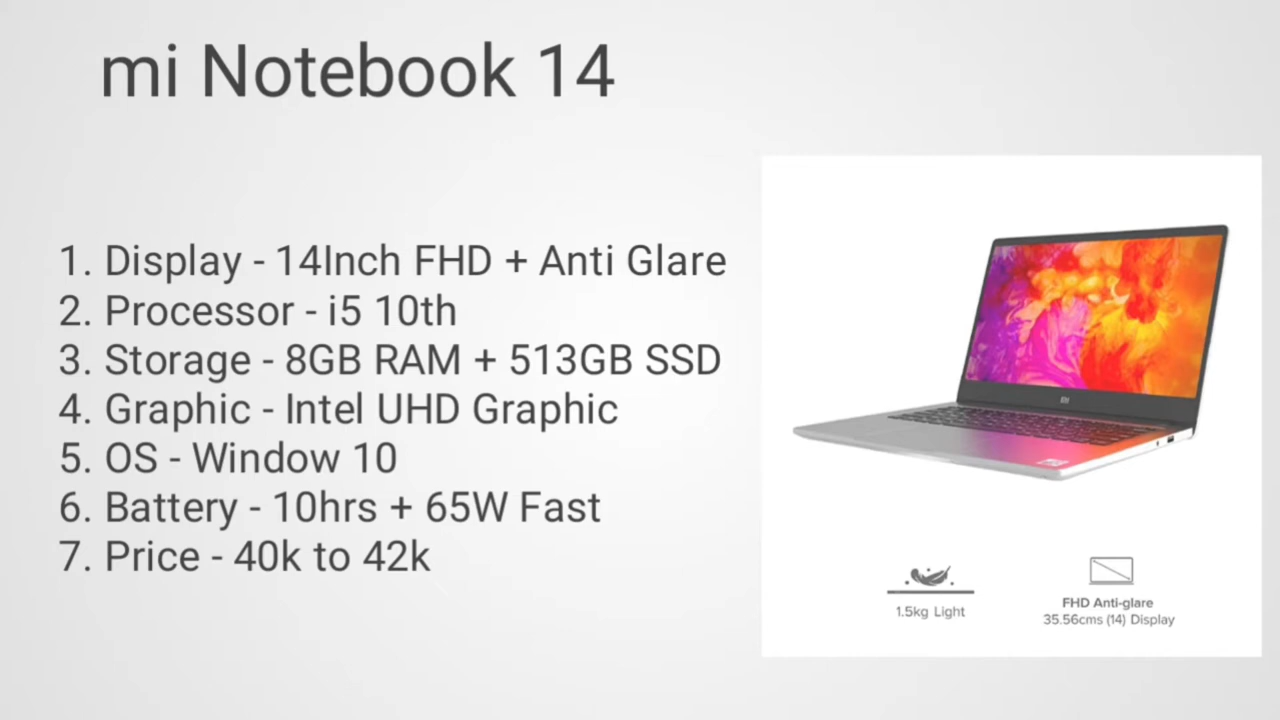 mi Notebook 14
1. Display - 14Inch FHD + Anti Glare
2. Processor - i5 10th
3. Storage - 8GB RAM + 513GB SSD
4. Graphic - Intel UHD Graphic
5. OS - Window 10
6. Battery - 10hrs + 65W Fast
7. Price - 40k to 42k
MI
1.5kg Light
FHD Anti-glare
35.56cms (14) Display